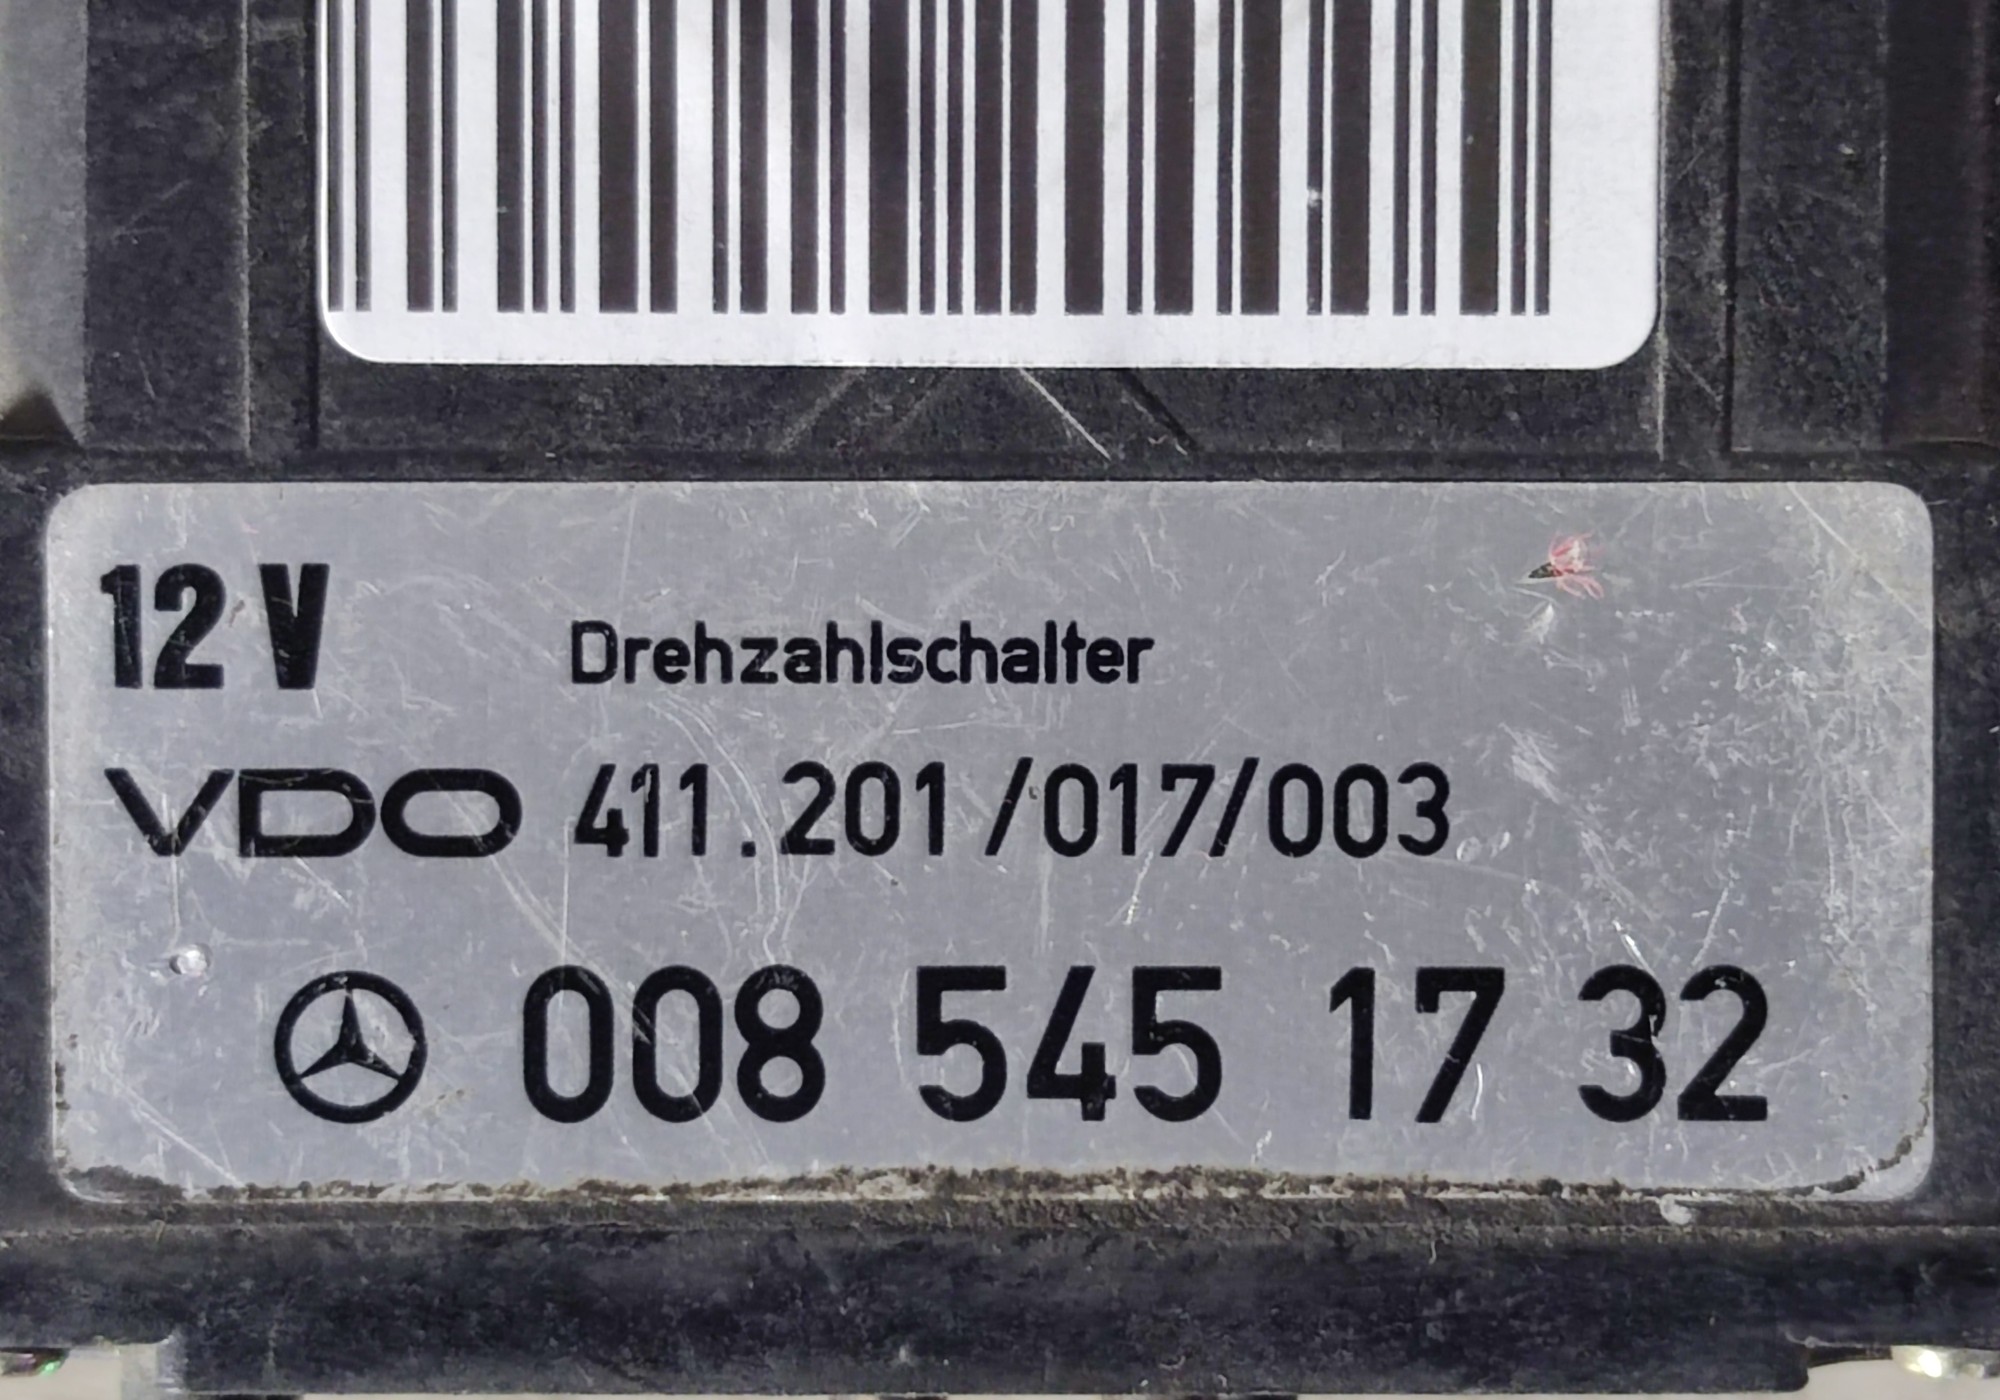 12 V
Drehzahlschalter
VDO 411.201/017/003
008 545 17 32